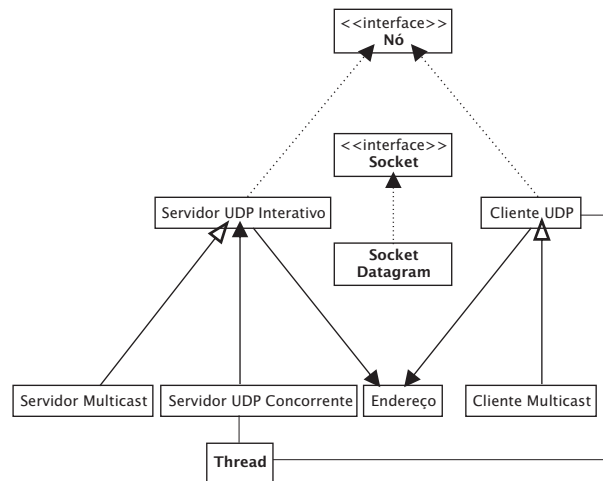 <<interface>>
Nó
<<interface>>
Socket
Servidor UDP Interativo
Cliente UDP
Socket
Datagram
Servidor Multicast
Servidor UDP Concorrente
Endereço
Cliente Multicast
Thread